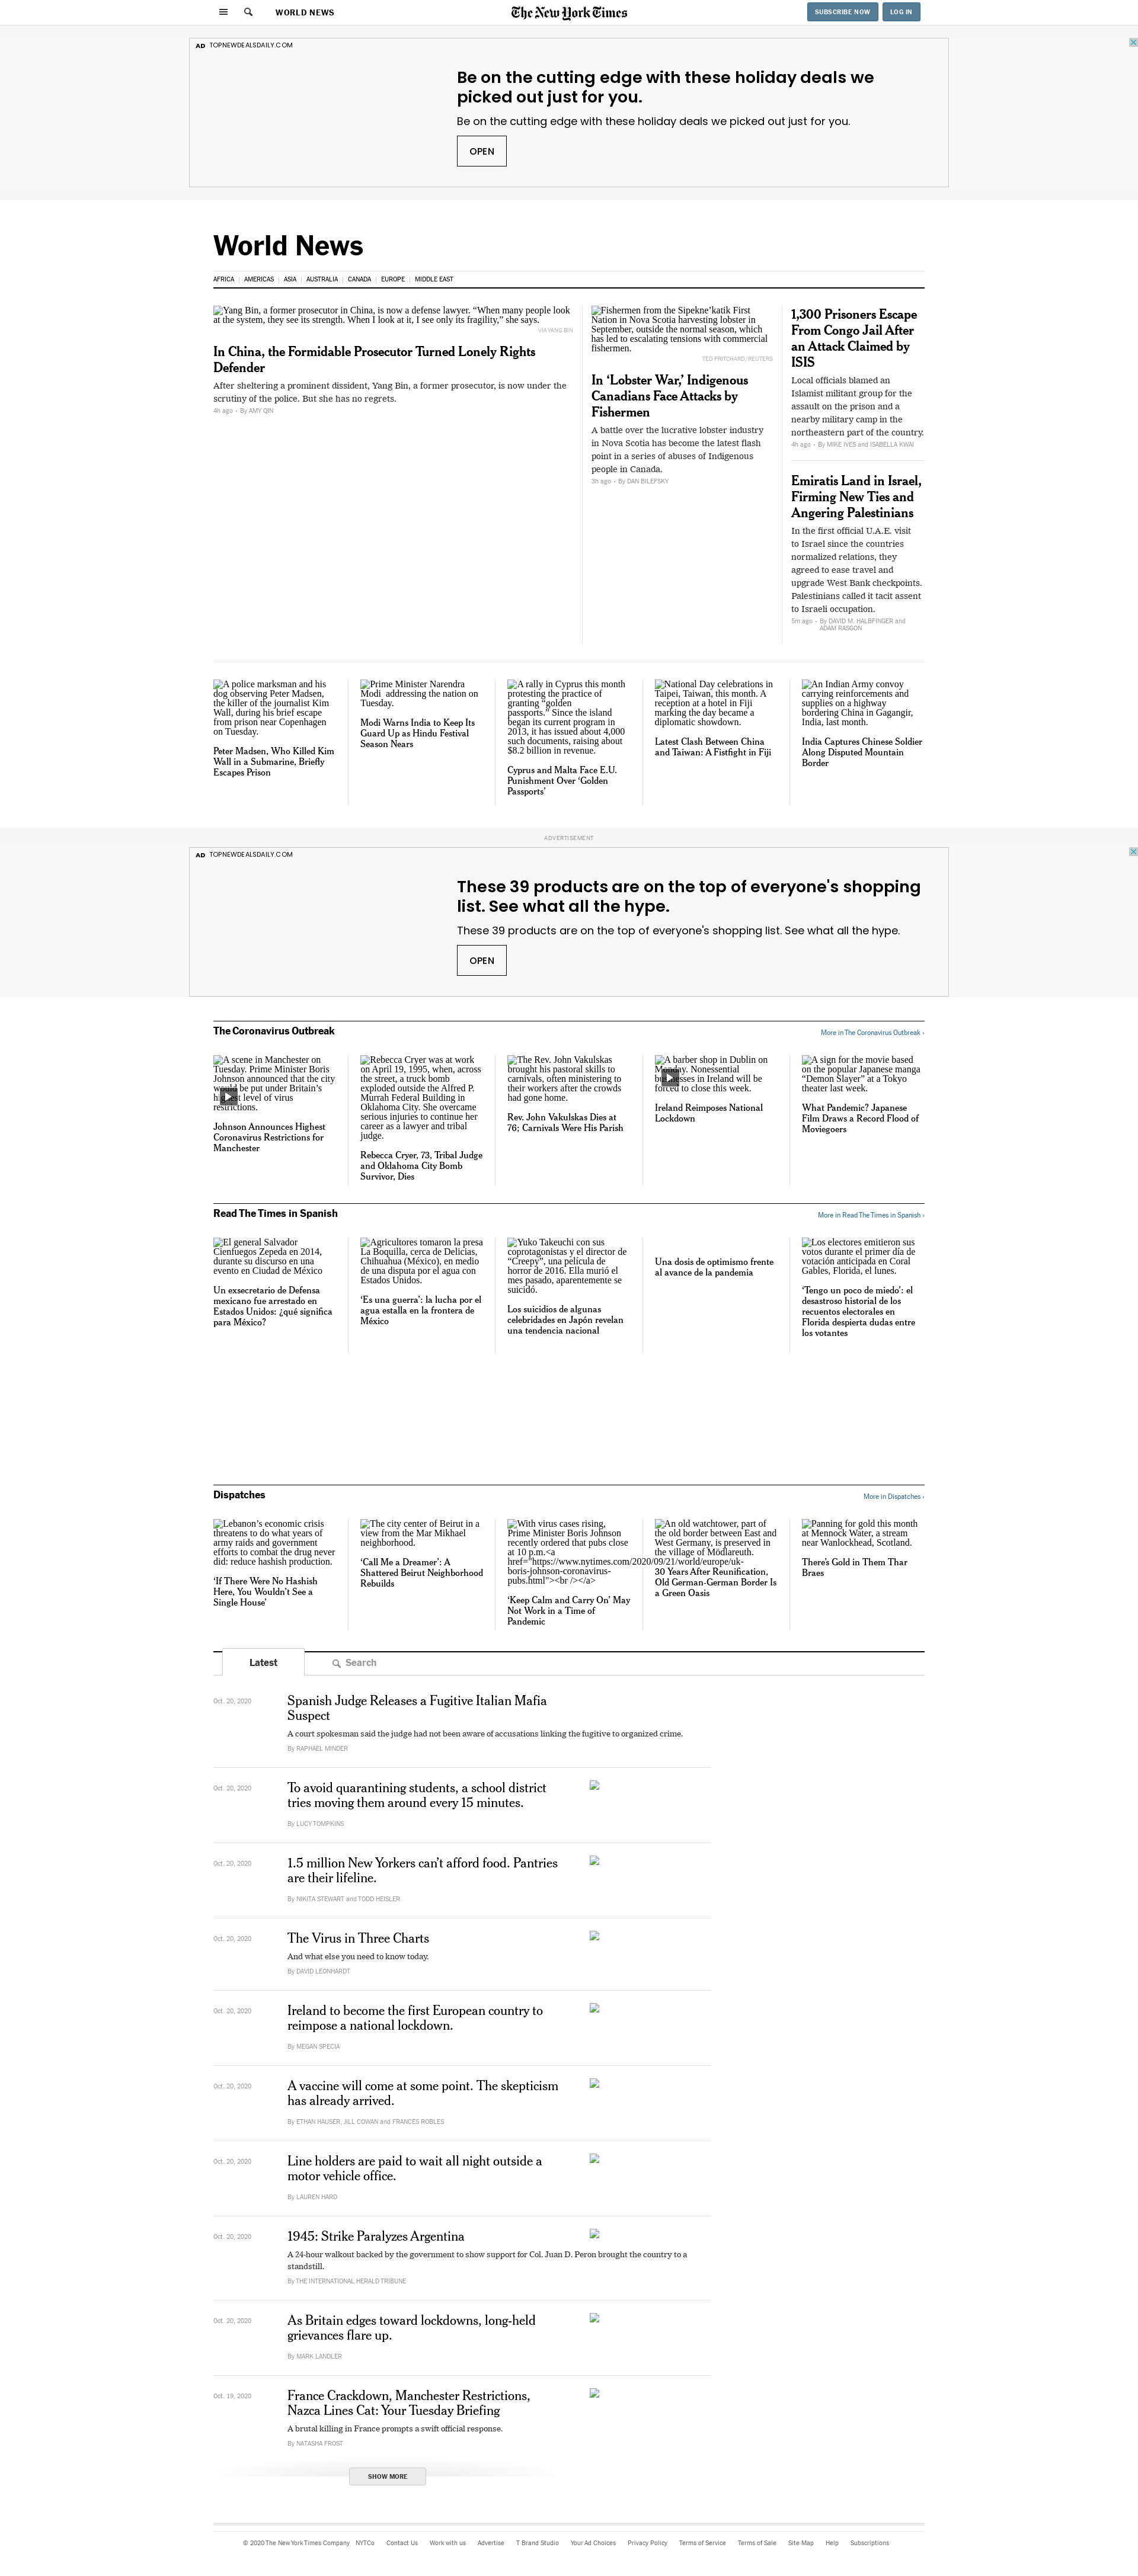 WORLD NEWS
The New York Times
SUBSCRIBE NOW
LOG IN
AD TOPNEWDEALSDAILY.COM
Be on the cutting edge with these holiday deals we
picked out just for you.
Be on the cutting edge with these holiday deals we picked out just for you.
OPEN
World News
AFRICA | AMERICAS | ASIA | AUSTRALIA | CANADA | EUROPE | MIDDLE EAST
Yang Bin, a former prosecutor in China, is now a defense lawyer. “When many people look
at the system, they see its strength. When I look at it, I see only its fragility,” she says.
VIA YANG BIN
In China, the Formidable Prosecutor Turned Lonely Rights
Defender
After sheltering a prominent dissident, Yang Bin, a former prosecutor, is now under the
scrutiny of the police. But she has no regrets.
4h ago · By AMY QIN
Fishermen from the Sipekne’katik First
Nation in Nova Scotia harvesting lobster in
September, outside the normal season, which
has led to escalating tensions with commercial
fishermen.
TED PRITCHARD/REUTERS
In ‘Lobster War,’ Indigenous
Canadians Face Attacks by
Fishermen
A battle over the lucrative lobster industry
in Nova Scotia has become the latest flash
point in a series of abuses of Indigenous
people in Canada.
3h ago · By DAN BILEFSKY
1,300 Prisoners Escape
From Congo Jail After
an Attack Claimed by
ISIS
Local officials blamed an
Islamist militant group for the
assault on the prison and a
nearby military camp in the
northeastern part of the country.
4h ago · By MIKE IVES and ISABELLA KWAI
Emiratis Land in Israel,
Firming New Ties and
Angering Palestinians
In the first official U.A.E. visit
to Israel since the countries
normalized relations, they
agreed to ease travel and
upgrade West Bank checkpoints.
Palestinians called it tacit assent
to Israeli occupation.
5m ago · By DAVID M. HALBFINGER and
ADAM RASGON
A police marksman and his
dog observing Peter Madsen,
the killer of the journalist Kim
Wall, during his brief escape
from prison near Copenhagen
on Tuesday.
Peter Madsen, Who Killed Kim
Wall in a Submarine, Briefly
Escapes Prison
Prime Minister Narendra
Modi addressing the nation on
Tuesday.
Modi Warns India to Keep Its
Guard Up as Hindu Festival
Season Nears
A rally in Cyprus this month
protesting the practice of
granting “golden
passports.” Since the island
began its current program in
2013, it has issued about 4,000
such documents, raising about
$8.2 billion in revenue.
Cyprus and Malta Face E.U.
Punishment Over ‘Golden
Passports’
National Day celebrations in
Taipei, Taiwan, this month. A
reception at a hotel in Fiji
marking the day became a
diplomatic showdown.
Latest Clash Between China
and Taiwan: A Fistfight in Fiji
An Indian Army convoy
carrying reinforcements and
supplies on a highway
bordering China in Gagangir,
India, last month.
India Captures Chinese Soldier
Along Disputed Mountain
Border
ADVERTISEMENT
AD TOPNEWDEALSDAILY.COM
These 39 products are on the top of everyone's shopping
list. See what all the hype.
These 39 products are on the top of everyone's shopping list. See what all the hype.
OPEN
The Coronavirus Outbreak
More in The Coronavirus Outbreak ›
A scene in Manchester on
Tuesday. Prime Minister Boris
Johnson announced that the city
would be put under Britain’s
highest level of virus
restrictions.
Johnson Announces Highest
Coronavirus Restrictions for
Manchester
Rebecca Cryer was at work
on April 19, 1995, when, across
the street, a truck bomb
exploded outside the Alfred P.
Murrah Federal Building in
Oklahoma City. She overcame
serious injuries to continue her
career as a lawyer and tribal
judge.
Rebecca Cryer, 73, Tribal Judge
and Oklahoma City Bomb
Survivor, Dies
The Rev. John Vakulskas
brought his pastoral skills to
carnivals, often ministering to
their workers after the crowds
had gone home.
Rev. John Vakulskas Dies at
76; Carnivals Were His Parish
A barber shop in Dublin on
Monday. Nonessential
businesses in Ireland will be
forced to close this week.
Ireland Reimposes National
Lockdown
A sign for the movie based
on the popular Japanese manga
“Demon Slayer” at a Tokyo
theater last week.
What Pandemic? Japanese
Film Draws a Record Flood of
Moviegoers
Read The Times in Spanish
More in Read The Times in Spanish ›
El general Salvador
Cienfuegos Zepeda en 2014,
durante su discurso en una
evento en Ciudad de México
Un exsecretario de Defensa
mexicano fue arrestado en
Estados Unidos: ¿qué significa
para México?
Agricultores tomaron la presa
La Boquilla, cerca de Delicias,
Chihuahua (México), en medio
de una disputa por el agua con
Estados Unidos.
‘Es una guerra’: la lucha por el
agua estalla en la frontera de
México
Yuko Takeuchi con sus
coprotagonistas y el director de
“Creepy”, una película de
horror de 2016. Ella murió el
mes pasado, aparentemente se
suicidó.
Los suicidios de algunas
celebridades en Japón revelan
una tendencia nacional
Una dosis de optimismo frente
al avance de la pandemia
Los electores emitieron sus
votos durante el primer día de
votación anticipada en Coral
Gables, Florida, el lunes.
‘Tengo un poco de miedo’: el
desastroso historial de los
recuentos electorales en
Florida despierta dudas entre
los votantes
Dispatches
More in Dispatches ›
Lebanon’s economic crisis
threatens to do what years of
army raids and government
efforts to combat the drug never
did: reduce hashish production.
‘If There Were No Hashish
Here, You Wouldn’t See a
Single House’
The city center of Beirut in a
view from the Mar Mikhael
neighborhood.
‘Call Me a Dreamer’: A
Shattered Beirut Neighborhood
Rebuilds
With virus cases rising,
Prime Minister Boris Johnson
recently ordered that pubs close
at 10 p.m.<a
href="https://www.nytimes.com/2020/09/21/world/europe/uk-
boris-johnson-coronavirus-
pubs.html"><br /></a>
‘Keep Calm and Carry On’ May
Not Work in a Time of
Pandemic
An old watchtower, part of
the old border between East and
West Germany, is preserved in
the village of Mödlareuth.
30 Years After Reunification,
Old German-German Border Is
a Green Oasis
Panning for gold this month
at Mennock Water, a stream
near Wanlockhead, Scotland.
There’s Gold in Them Thar
Braes
Latest
Search
Oct. 20, 2020
Spanish Judge Releases a Fugitive Italian Mafia
Suspect
A court spokesman said the judge had not been aware of accusations linking the fugitive to organized crime.
By RAPHAEL MINDER
Oct. 20, 2020
To avoid quarantining students, a school district
tries moving them around every 15 minutes.
By LUCY TOMPKINS
Oct. 20, 2020
1.5 million New Yorkers can’t afford food. Pantries
are their lifeline.
By NIKITA STEWART and TODD HEISLER
Oct. 20, 2020
The Virus in Three Charts
And what else you need to know today.
By DAVID LEONHARDT
Oct. 20, 2020
Ireland to become the first European country to
reimpose a national lockdown.
By MEGAN SPECIA
Oct. 20, 2020
A vaccine will come at some point. The skepticism
has already arrived.
By ETHAN HAUSER, JILL COWAN and FRANCES ROBLES
Oct. 20, 2020
Line holders are paid to wait all night outside a
motor vehicle office.
By LAUREN HARD
Oct. 20, 2020
1945: Strike Paralyzes Argentina
A 24-hour walkout backed by the government to show support for Col. Juan D. Peron brought the country to a
standstill.
By THE INTERNATIONAL HERALD TRIBUNE
Oct. 20, 2020
As Britain edges toward lockdowns, long-held
grievances flare up.
By MARK LANDLER
Oct. 19, 2020
France Crackdown, Manchester Restrictions,
Nazca Lines Cat: Your Tuesday Briefing
A brutal killing in France prompts a swift official response.
By NATASHA FROST
SHOW MORE
© 2020 The New York Times Company NYTCo Contact Us Work with us Advertise T Brand Studio Your Ad Choices Privacy Policy Terms of Service Terms of Sale Site Map Help Subscriptions